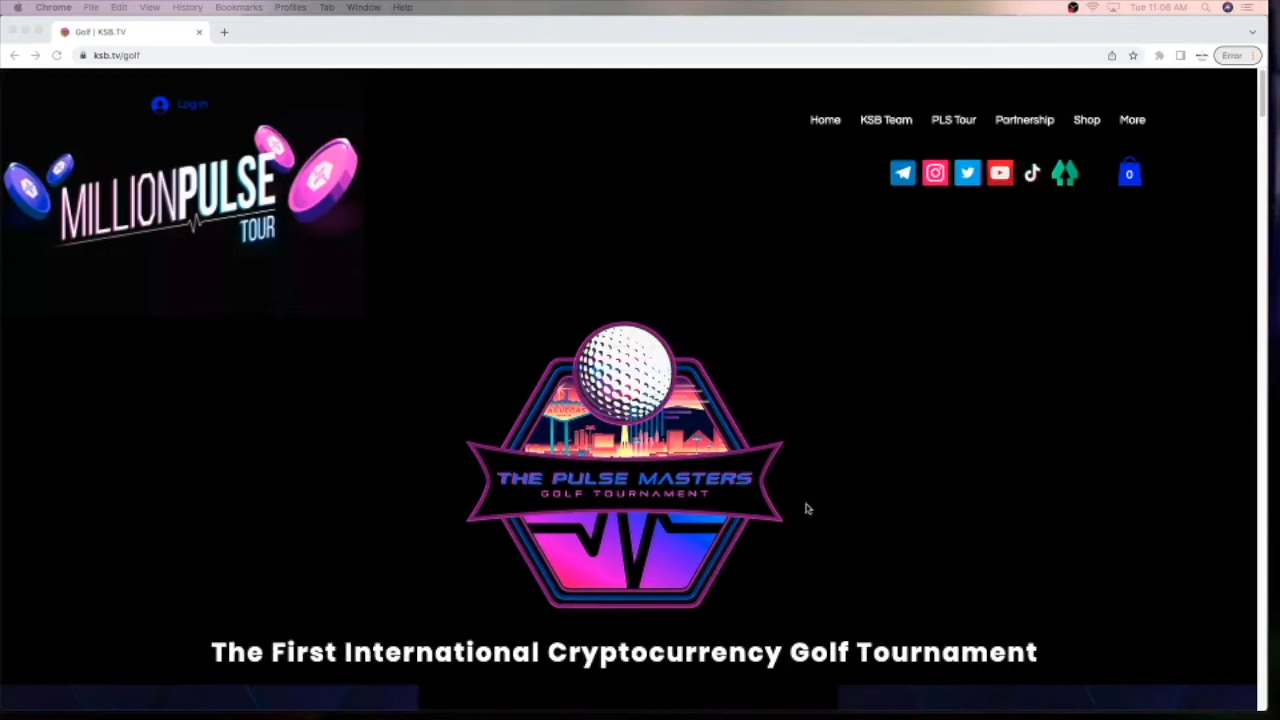 Chrome File Edit View History Bookmarks Profiles Tab Window Help Tue 11:06 AM
Golf | KSB.TV
ksb.tv/golf Error
Log In
Home KSB Team PLS Tour Partnership Shop More
0
MILLIONPULSE
TOUR
VEGAS
THE PULSE MASTERS
GOLF TOURNAMENT
The First International Cryptocurrency Golf Tournament